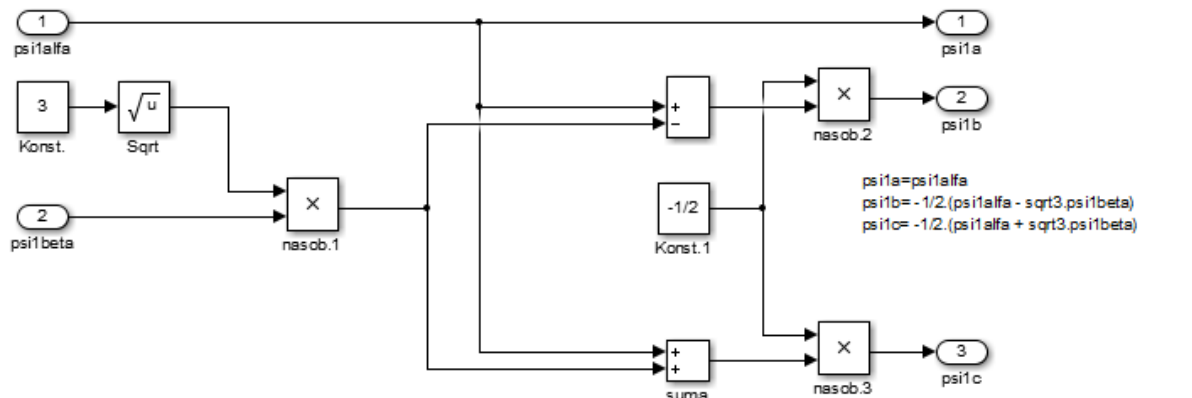 1
psi1alfa
3
Konst.
√u
Sqrt
2
psi1beta
×
nasob.1
+
−
-1/2
Konst.1
+
+
suma
×
nasob.2
×
nasob.3
1
psi1a
2
psi1b
psi1a=psi1alfa
psi1b= -1/2.(psi1alfa - sqrt3.psi1beta)
psi1c= -1/2.(psi1alfa + sqrt3.psi1beta)
3
psi1c